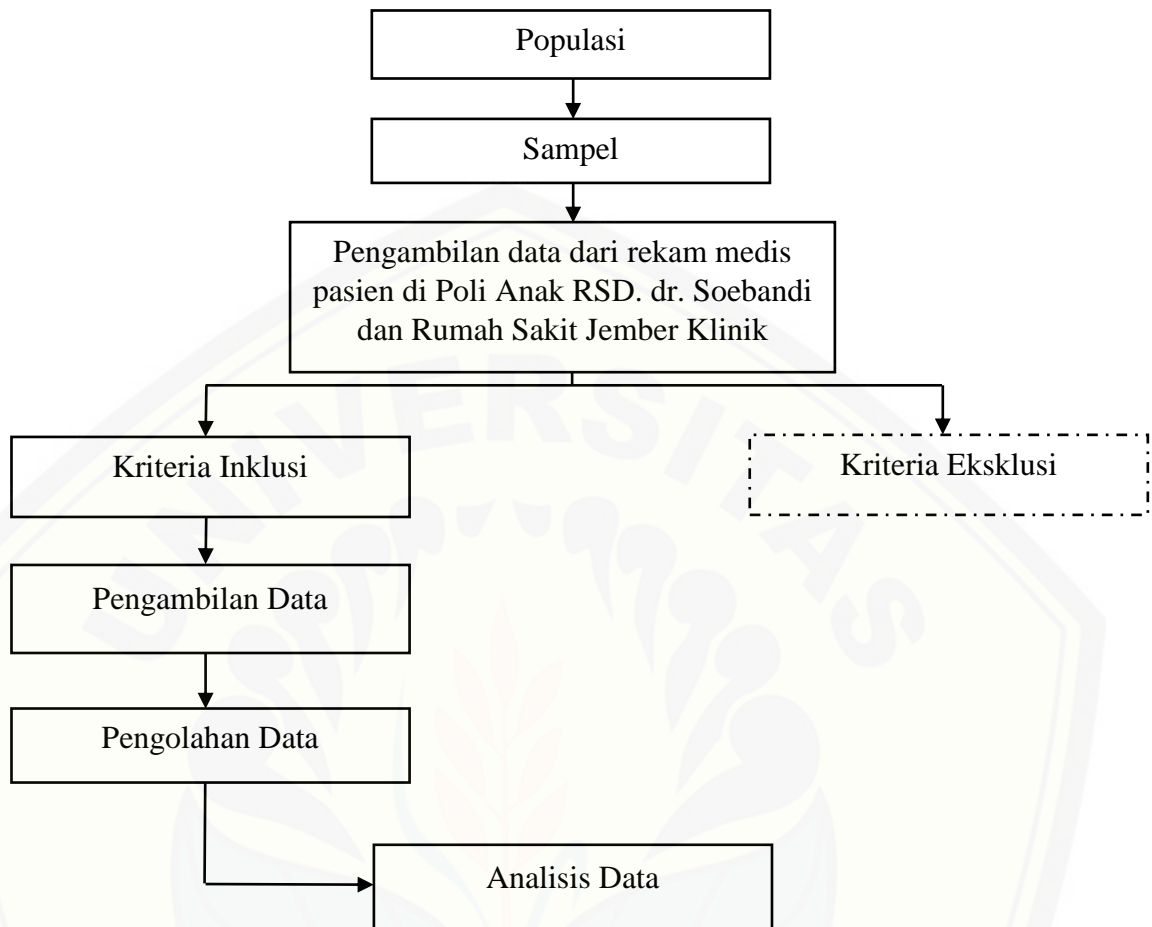 Populasi
Sampel
Pengambilan data dari rekam medis
pasien di Poli Anak RSD. dr. Soebandi
dan Rumah Sakit Jember Klinik
Kriteria Inklusi
Kriteria Eksklusi
Pengambilan Data
Pengolahan Data
Analisis Data
UNIVERSITAS